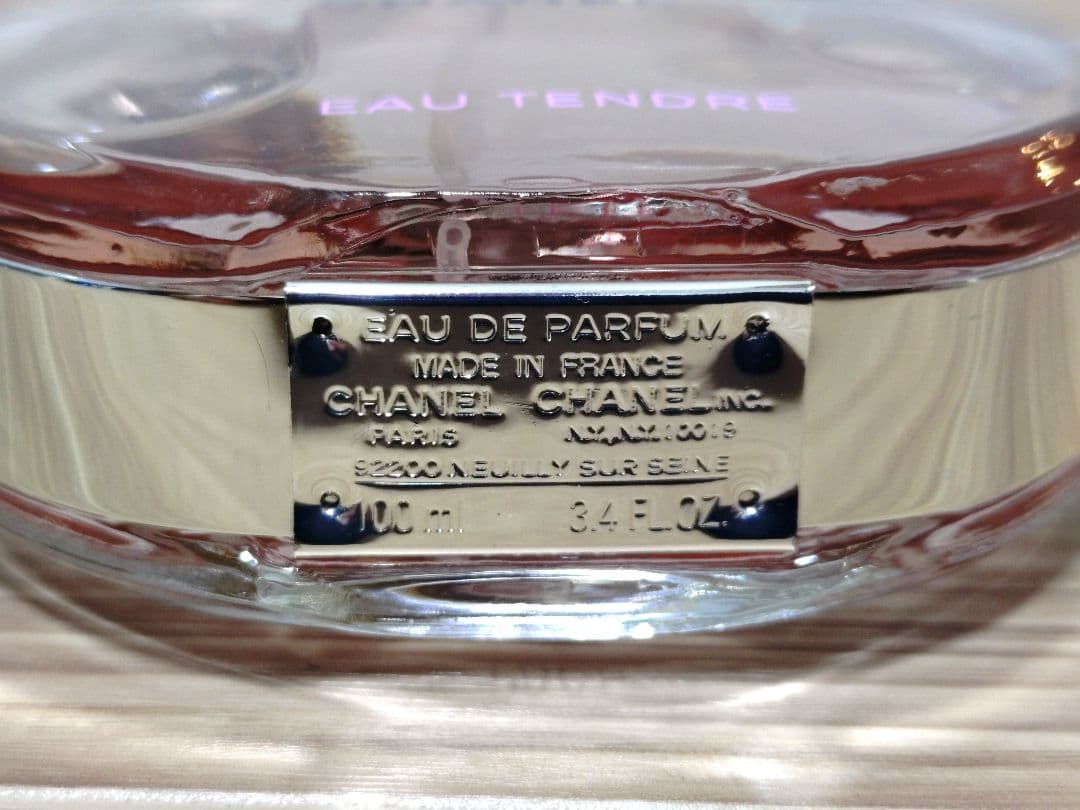 EAU TENDRE
EAU DE PARFUM
MADE IN FRANCE
CHANEL CHANEL INC.
PARIS N.Y., N.Y. 10019
92200 NEUILLY SUR SEINE
100 ml 3.4 FL.OZ.